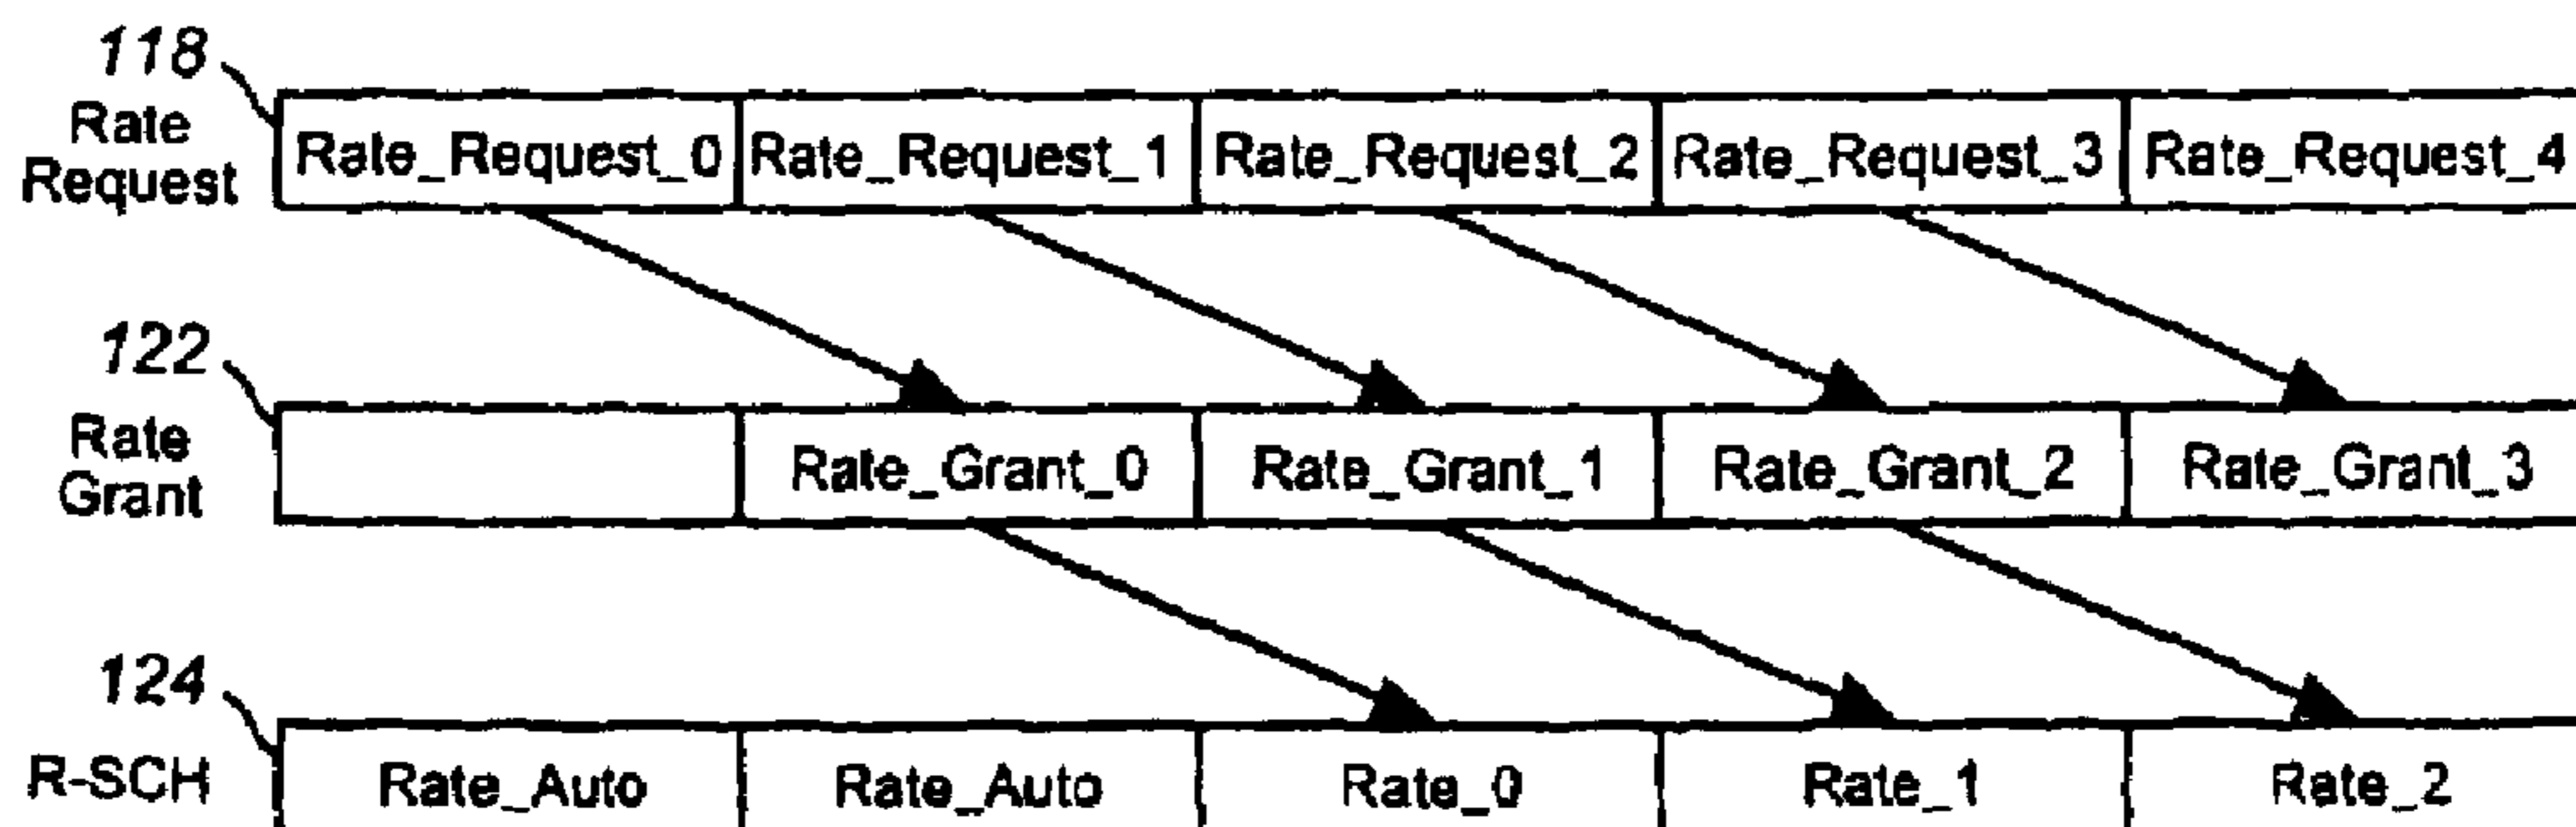 118
Rate
Request
Rate_Request_0 Rate_Request_1 Rate_Request_2 Rate_Request_3 Rate_Request_4
122
Rate
Grant
Rate_Grant_0 Rate_Grant_1 Rate_Grant_2 Rate_Grant_3
124
R-SCH
Rate_Auto Rate_Auto Rate_0 Rate_1 Rate_2